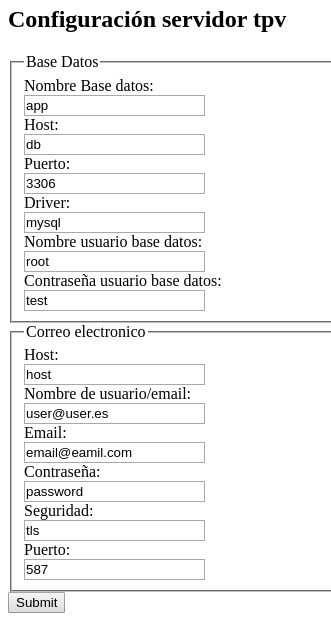 Configuración servidor tpv
Base Datos
Nombre Base datos:
app
Host:
db
Puerto:
3306
Driver:
mysql
Nombre usuario base datos:
root
Contraseña usuario base datos:
test
Correo electronico
Host:
host
Nombre de usuario/email:
user@user.es
Email:
email@eamil.com
Contraseña:
password
Seguridad:
tls
Puerto:
587
Submit